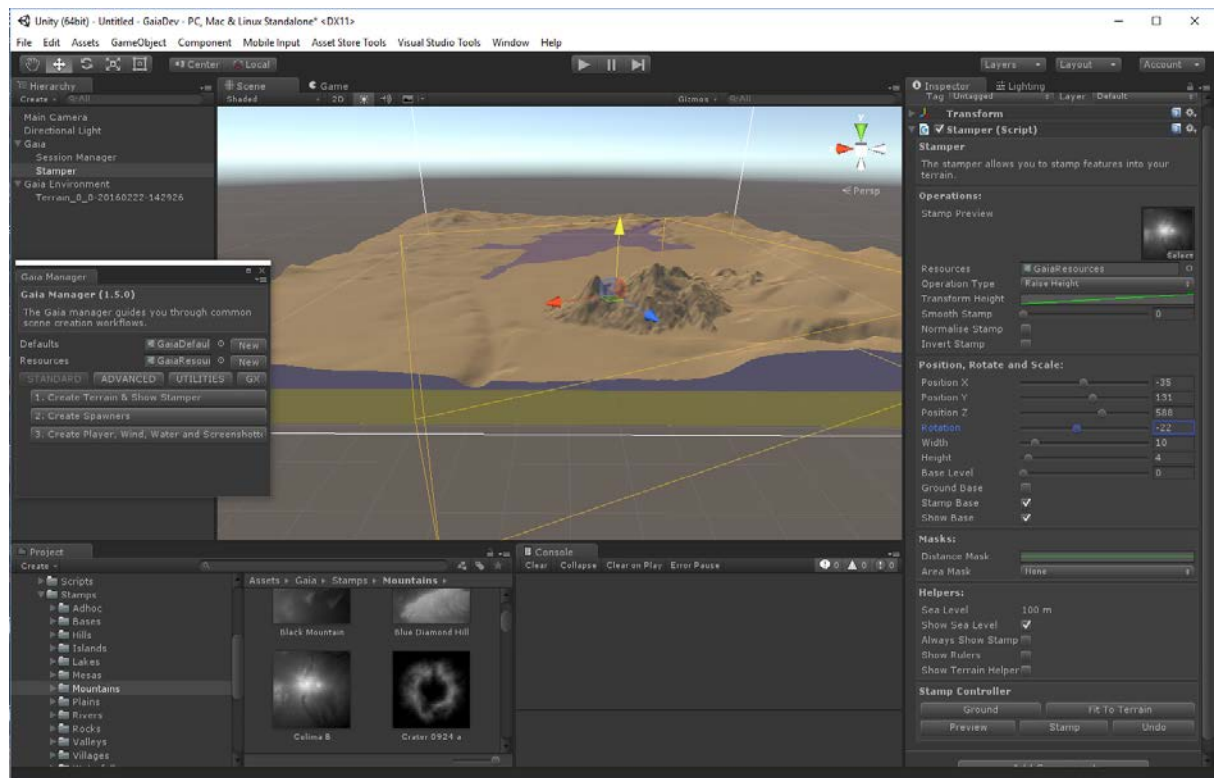 Unity (64bit) - Untitled - GaiaDev - PC, Mac & Linux Standalone* <DX11>
File Edit Assets GameObject Component Mobile Input Asset Store Tools Visual Studio Tools Window Help
Center Local Layers Layout Account
Hierarchy
Create All
Main Camera
Directional Light
Gaia
Session Manager
Stamper
Gaia Environment
Terrain_0_0-20160222-142926
Scene Game
Shaded 2D Gizmos All
y
Persp
Gaia Manager
Gaia Manager (1.5.0)
The Gaia manager guides you through common
scene creation workflows.
Defaults GaiaDefaul New
Resources GaiaResour New
STANDARD ADVANCED UTILITIES GX
1. Create Terrain & Show Stamper
2. Create Spawners
3. Create Player, Wind, Water and Screenshotte
Project
Create
Scripts
Stamps
Adhoc
Bases
Hills
Islands
Lakes
Mesas
Mountains
Plains
Rivers
Rocks
Valleys
Villages
Assets Gaia Stamps Mountains
Black Mountain Blue Diamond Hill
Colima B Crater 0924 a
Console
Clear Collapse Clear on Play Error Pause 0 0 0
Inspector Lighting
Tag Untagged Layer Default
Transform
Stamper (Script)
Stamper
The stamper allows you to stamp features into your
terrain.
Operations:
Stamp Preview
Select
Resources GaiaResources
Operation Type Raise Height
Transform Height
Smooth Stamp 0
Normalise Stamp
Invert Stamp
Position, Rotate and Scale:
Position X -35
Position Y 131
Position Z 588
Rotation -22
Width 10
Height 4
Base Level 0
Ground Base
Stamp Base
Show Base
Masks:
Distance Mask
Area Mask None
Helpers:
Sea Level 100 m
Show Sea Level
Always Show Stamp
Show Rulers
Show Terrain Helper
Stamp Controller
Ground Fit To Terrain
Preview Stamp Undo